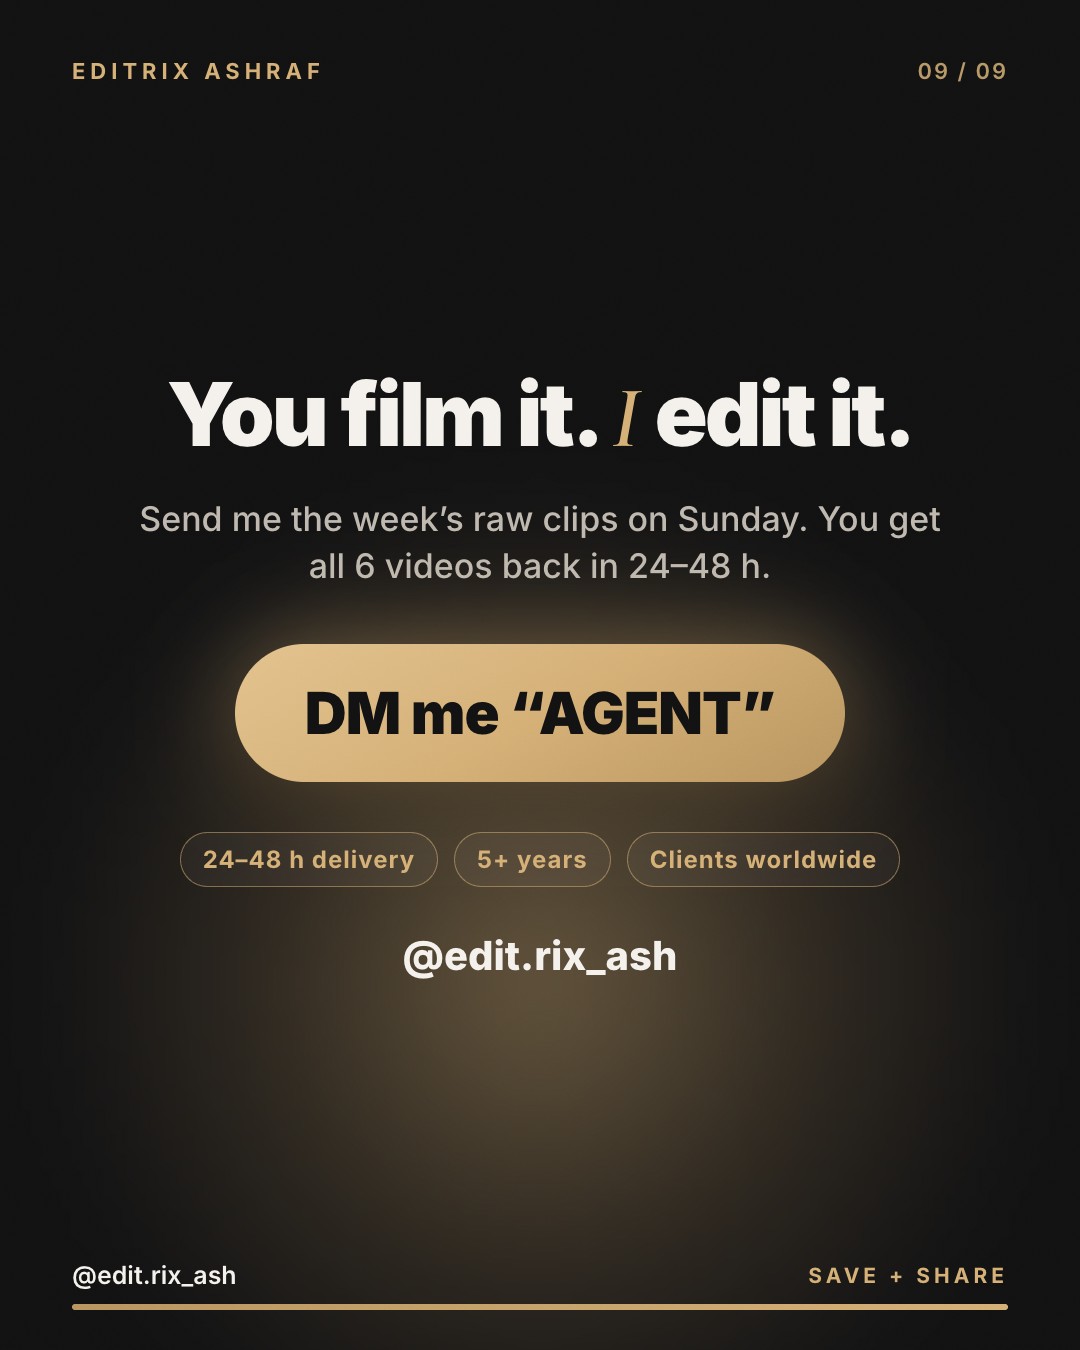 EDITRIX ASHRAF
09 / 09
You film it. I edit it.
Send me the week’s raw clips on Sunday. You get
all 6 videos back in 24–48 h.
DM me “AGENT”
24–48 h delivery
5+ years
Clients worldwide
@edit.rix_ash
@edit.rix_ash
SAVE + SHARE